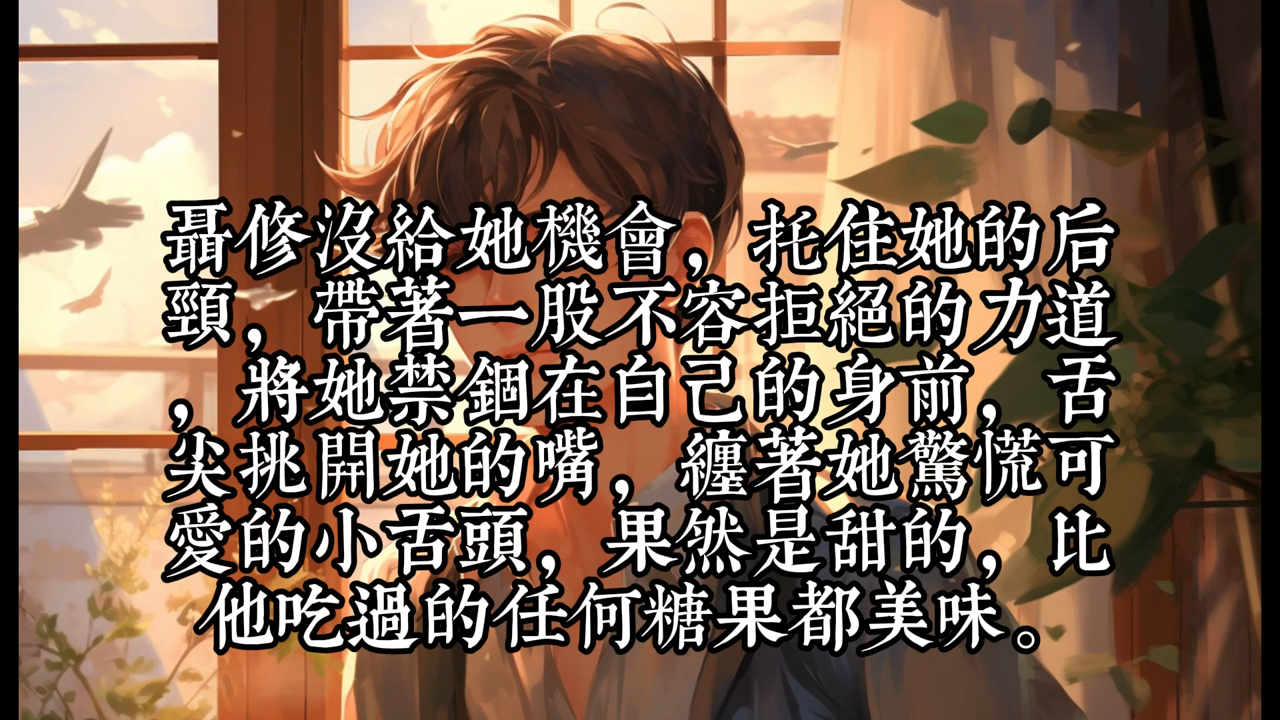 聶修沒給她機會，托住她的后
頸，帶著一股不容拒絕的力道
，將她禁錮在自己的身前，舌
尖挑開她的嘴，纏著她驚慌可
愛的小舌頭，果然是甜的，比
他吃過的任何糖果都美味。